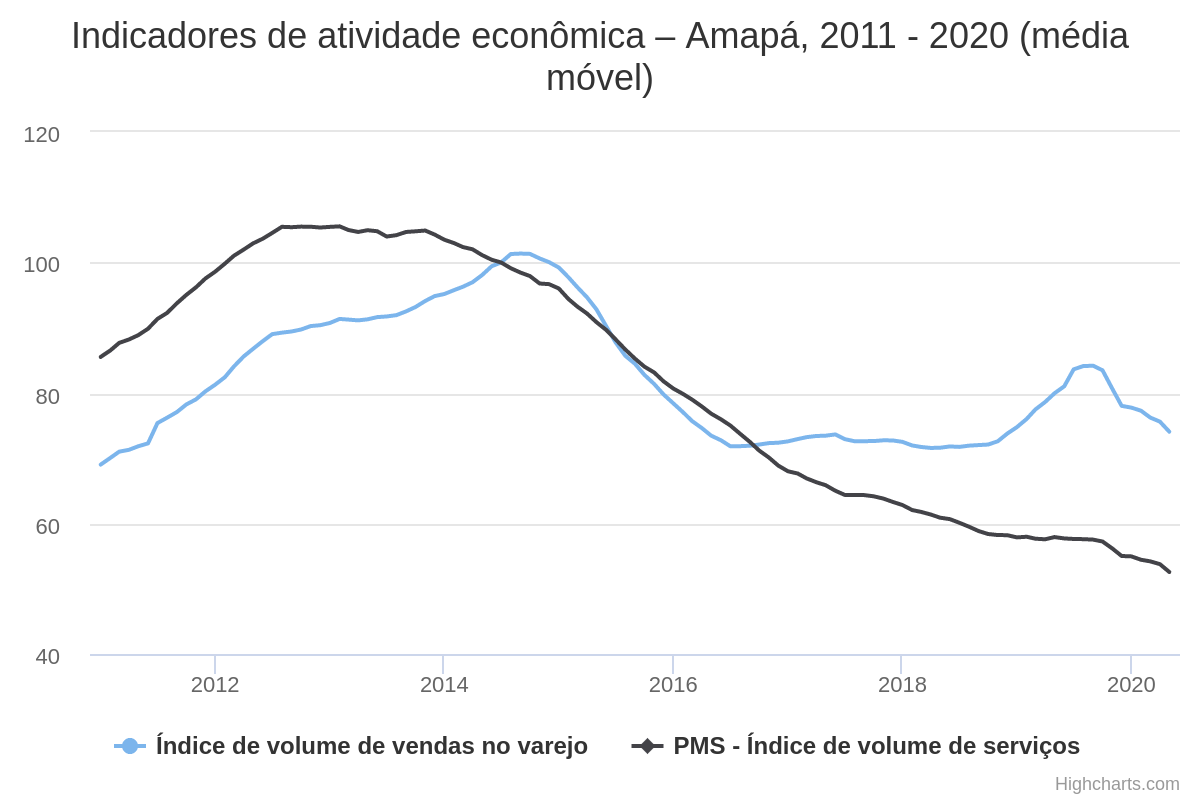 Indicadores de atividade econômica – Amapá, 2011 - 2020 (média
móvel)
120
100
80
60
40
2012 2014 2016 2018 2020
Índice de volume de vendas no varejo PMS - Índice de volume de serviços
Highcharts.com